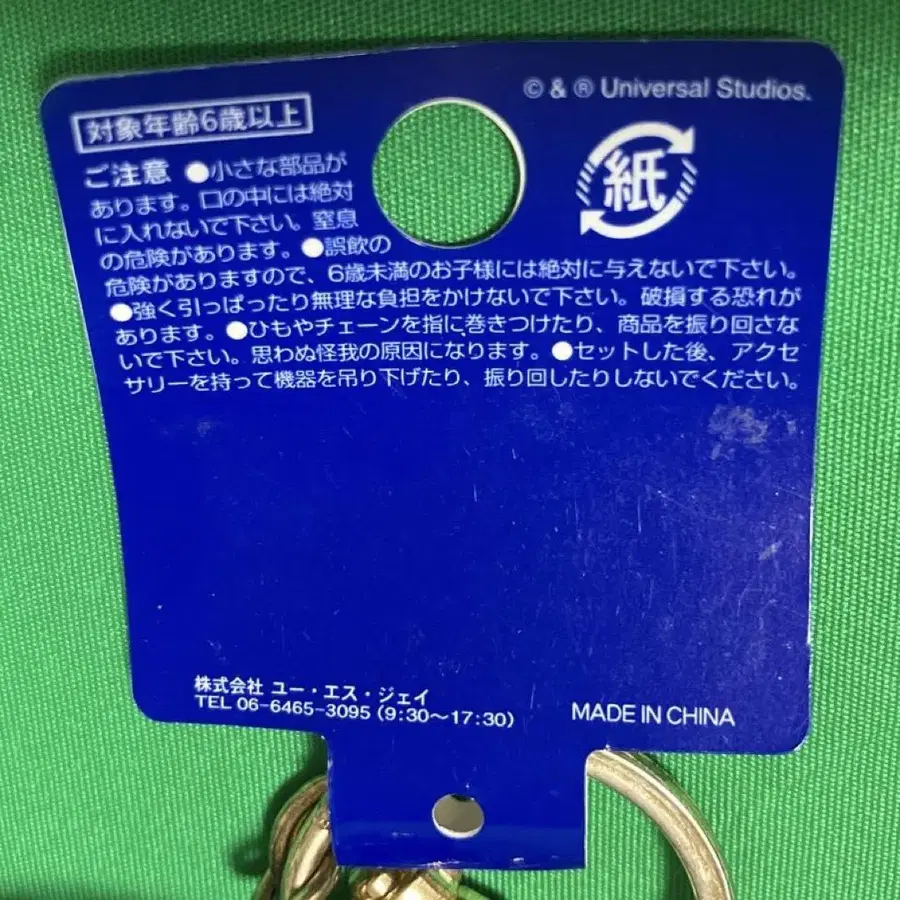 © & ® Universal Studios.
対象年齢6歳以上
紙
ご注意 ●小さな部品が
あります。口の中には絶対
に入れないで下さい。窒息
の危険があります。●誤飲の
危険がありますので、6歳未満のお子様には絶対に与えないで下さい。
●強く引っぱったり無理な負担をかけないで下さい。破損する恐れが
あります。●ひもやチェーンを指に巻きつけたり、商品を振り回さな
いで下さい。思わぬ怪我の原因になります。●セットした後、アクセ
サリーを持って機器を吊り下げたり、振り回したりしないでください。
株式会社 ユー・エス・ジェイ
TEL 06-6465-3095 (9:30～17:30)
MADE IN CHINA